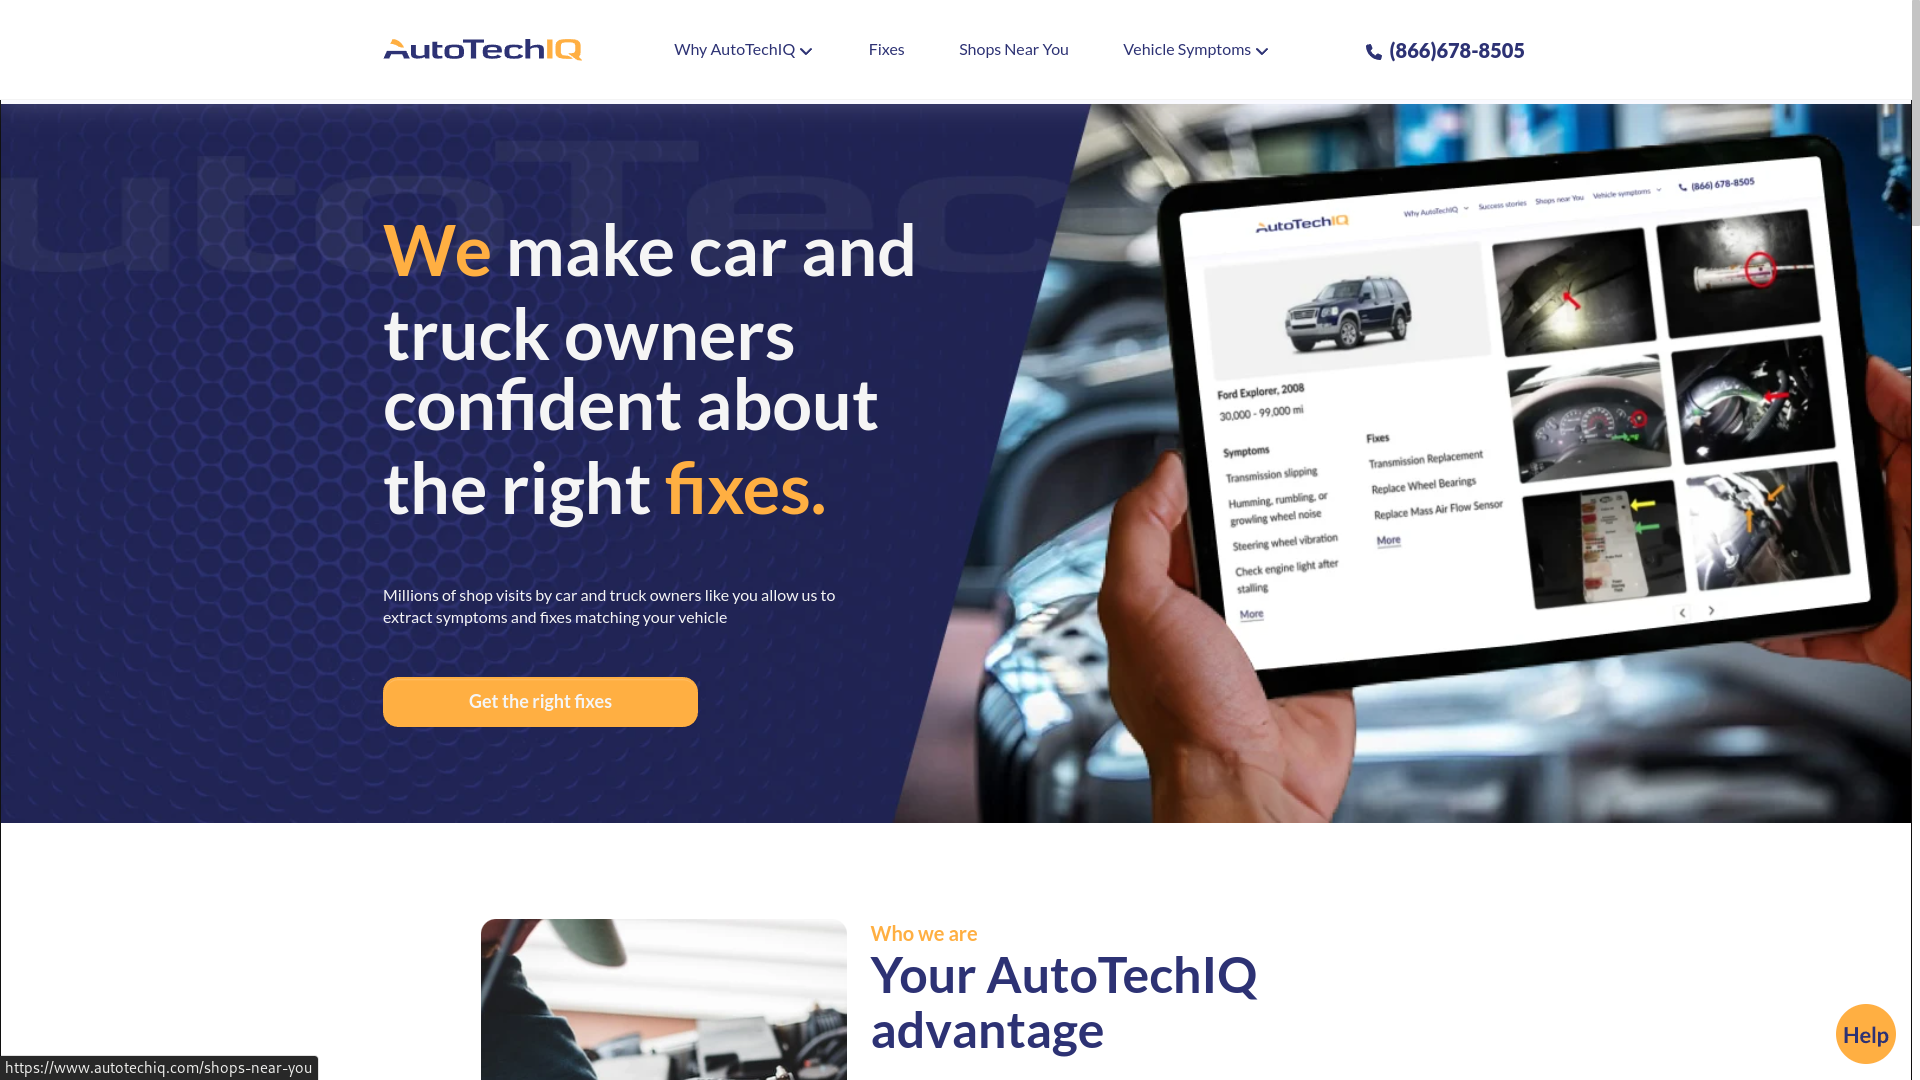 AutoTechIQ
Why AutoTechIQ
Fixes
Shops Near You
Vehicle Symptoms
(866)678-8505
utoTec
We make car and
truck owners
confident about
the right fixes.
Millions of shop visits by car and truck owners like you allow us to
extract symptoms and fixes matching your vehicle
Get the right fixes
AutoTechIQ
Why AutoTechIQ
Success stories
Shops near You
Vehicle symptoms
(866) 678-8505
Ford Explorer, 2008
30,000 - 99,000 mi
Symptoms
Transmission slipping
Humming, rumbling, or
growling wheel noise
Steering wheel vibration
Check engine light after
stalling
More
Fixes
Transmission Replacement
Replace Wheel Bearings
Replace Mass Air Flow Sensor
More
Who we are
Your AutoTechIQ
advantage
Help
https://www.autotechiq.com/shops-near-you